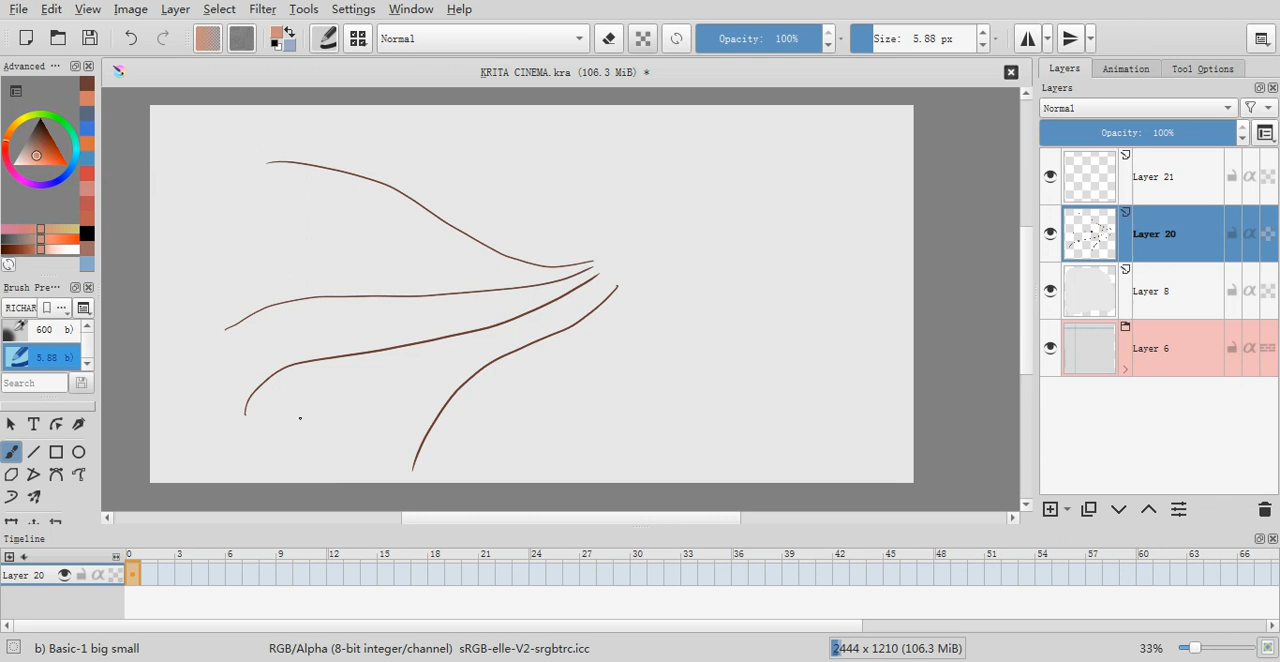 File Edit View Image Layer Select Filter Tools Settings Window Help
Normal Opacity: 100% Size: 5.88 px
Advanced ···
KRITA CINEMA.kra (106.3 MiB) *
Layers Animation Tool Options
Layers
Normal
Opacity: 100%
Layer 21
Layer 20
Layer 8
Layer 6
Brush Pre···
RICHAR
600 b)
5.88 b)
Search
Timeline
0 3 6 9 12 15 18 21 24 27 30 33 36 39 42 45 48 51 54 57 60 63 66
Layer 20
b) Basic-1 big small RGB/Alpha (8-bit integer/channel) sRGB-elle-V2-srgbtrc.icc 2444 x 1210 (106.3 MiB) 33%